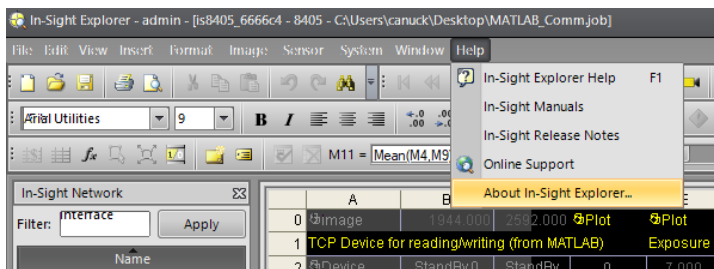 In-Sight Explorer - admin - [is8405_6666c4 - 8405 - C:\Users\canuck\Desktop\MATLAB_Comm.job]
File Edit View Insert Format Image Sensor System Window Help
In-Sight Explorer Help F1
In-Sight Manuals
Arial Utilities 9 B I
In-Sight Release Notes
fx M11 = Mean(M4,M9
Online Support
In-Sight Network
About In-Sight Explorer...
A B E
Filter: Interface Apply
0 Image 1944.000 2592.000 Plot Plot
1 TCP Device for reading/writing (from MATLAB) Exposure
Name
2 Device StandBy0 StandBy 0 7.000